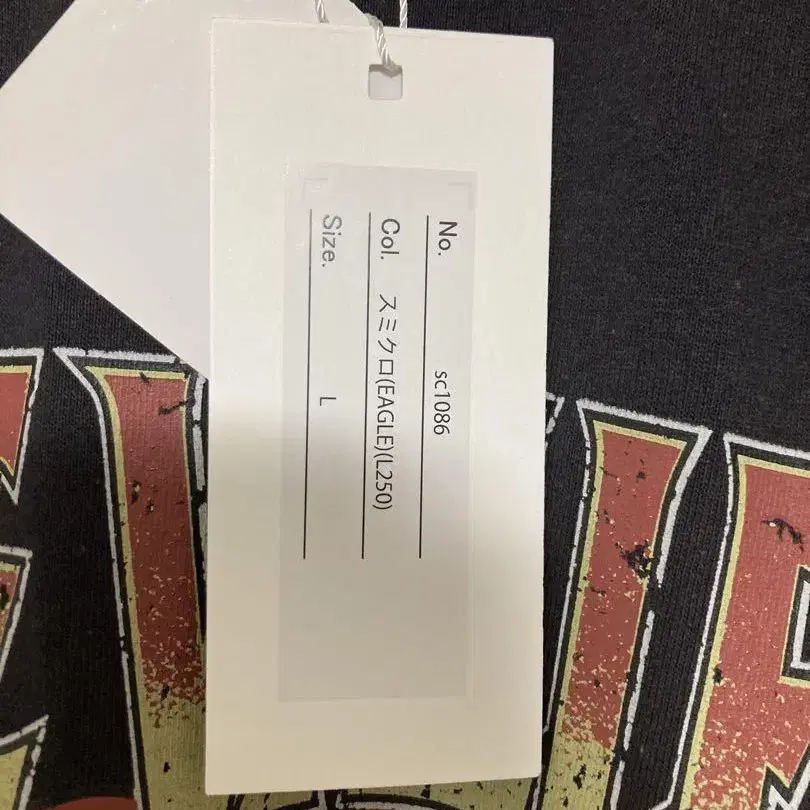 No. sc1086
Col. スミクロ(EAGLE)(L250)
Size. L